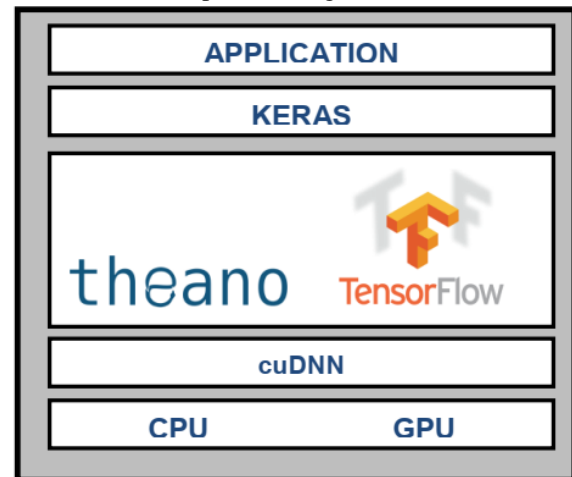 APPLICATION
KERAS
theano TensorFlow
cuDNN
CPU GPU